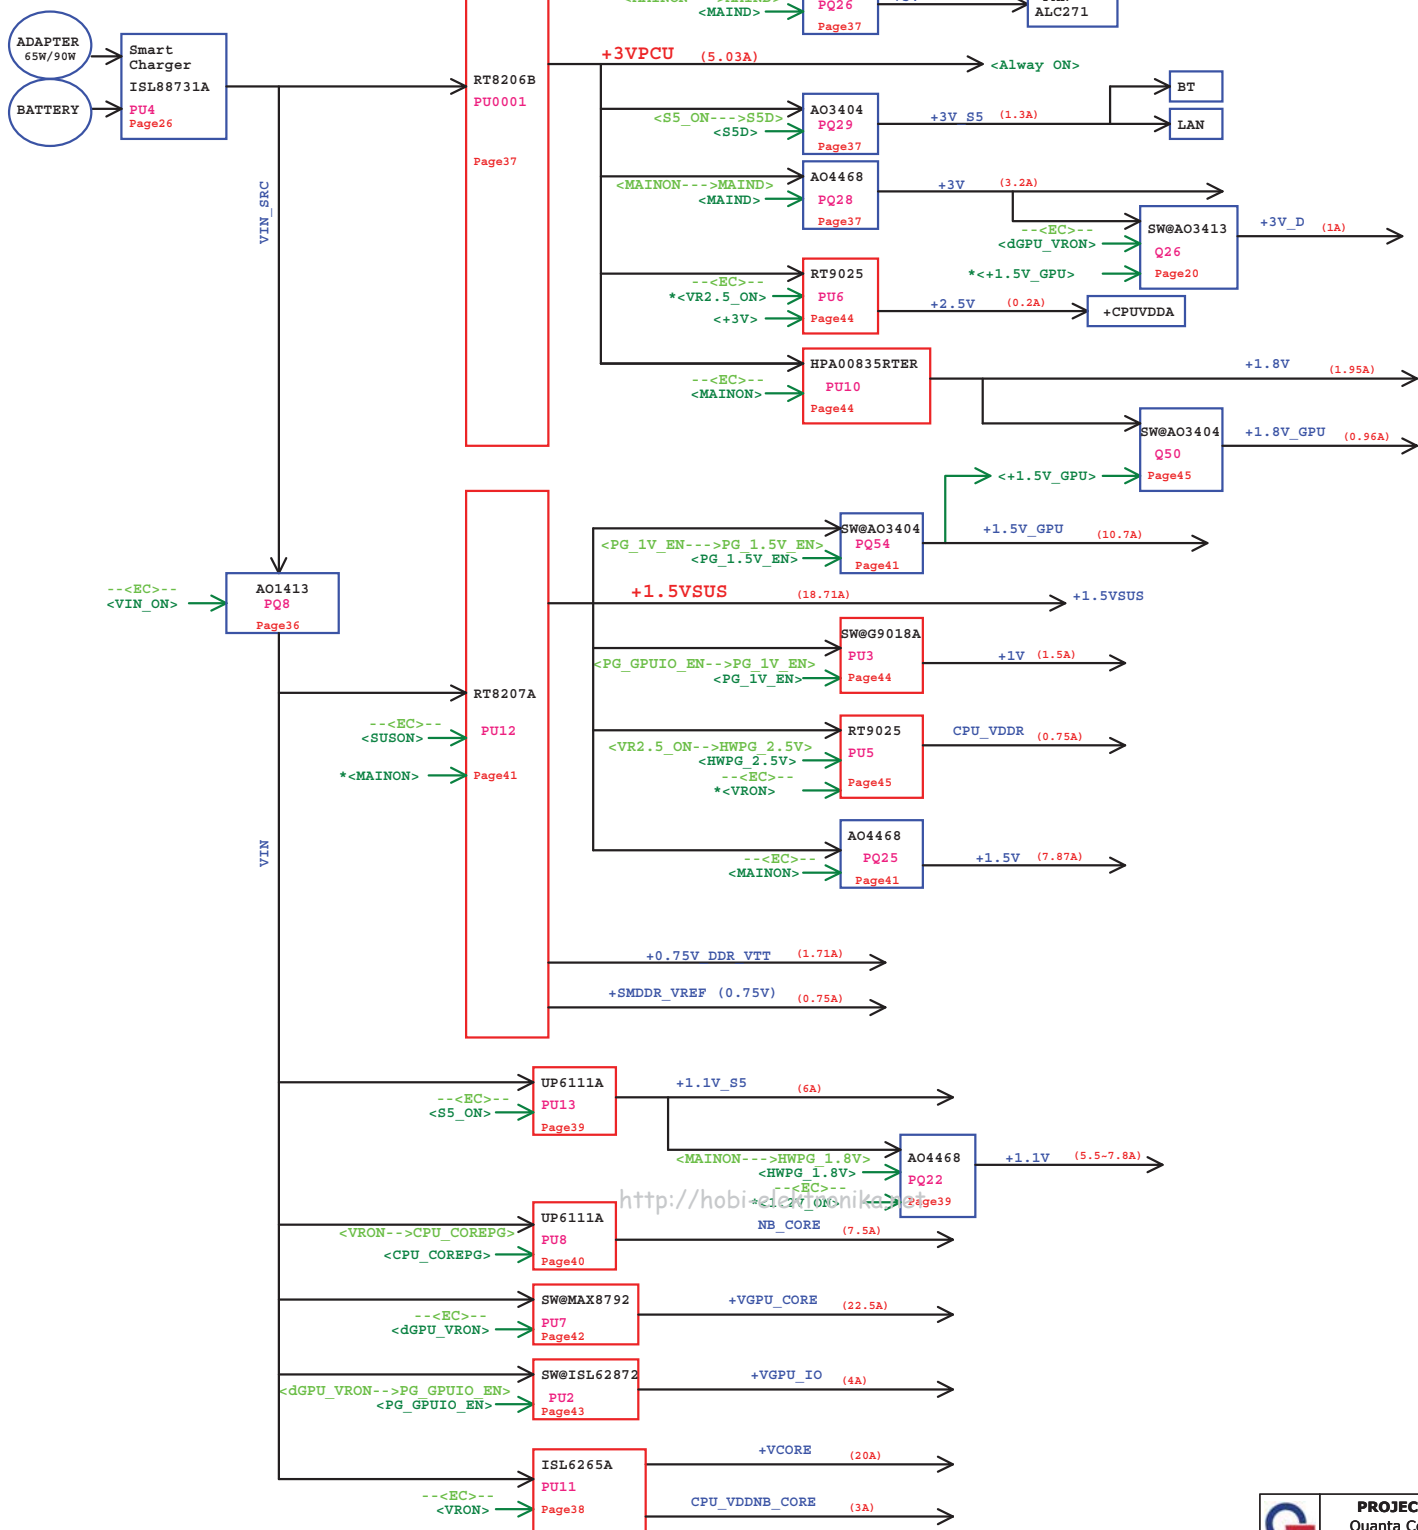 <MAIND>
PQ26
Page37
ALC271
ADAPTER
65W/90W
BATTERY
Smart
Charger
ISL88731A
PU4
Page26
VIN_SRC
RT8206B
PU0001
Page37
+3VPCU (5.03A)
<Alway ON>
<S5_ON--->S5D>
<S5D>
AO3404
PQ29
Page37
+3V_S5 (1.3A)
BT
LAN
<MAINON--->MAIND>
<MAIND>
AO4468
PQ28
Page37
+3V (3.2A)
--<EC>--
<dGPU_VRON>
*<+1.5V_GPU>
SW@AO3413
Q26
Page20
+3V_D (1A)
--<EC>--
*<VR2.5_ON>
<+3V>
RT9025
PU6
Page44
+2.5V (0.2A)
+CPUVDDA
--<EC>--
<MAINON>
HPA00835RTER
PU10
Page44
+1.8V (1.95A)
<+1.5V_GPU>
SW@AO3404
Q50
Page45
+1.8V_GPU (0.96A)
--<EC>--
<VIN_ON>
AO1413
PQ8
Page36
VIN
--<EC>--
<SUSON>
*<MAINON>
RT8207A
PU12
Page41
<PG_1V_EN--->PG_1.5V_EN>
<PG_1.5V_EN>
SW@AO3404
PQ54
Page41
+1.5V_GPU (10.7A)
+1.5VSUS (18.71A)
+1.5VSUS
<PG_GPUIO_EN-->PG_1V_EN>
<PG_1V_EN>
SW@G9018A
PU3
Page44
+1V (1.5A)
<VR2.5_ON-->HWPG_2.5V>
<HWPG_2.5V>
--<EC>--
*<VRON>
RT9025
PU5
Page45
CPU_VDDR (0.75A)
--<EC>--
<MAINON>
AO4468
PQ25
Page41
+1.5V (7.87A)
+0.75V_DDR_VTT (1.71A)
+SMDDR_VREF (0.75V) (0.75A)
--<EC>--
<S5_ON>
UP6111A
PU13
Page39
+1.1V_S5 (6A)
<MAINON--->HWPG_1.8V>
<HWPG_1.8V>
--<EC>--
*<1.2V_ON>
AO4468
PQ22
Page39
+1.1V (5.5~7.8A)
http://hobi-elektronika.net
<VRON-->CPU_COREPG>
<CPU_COREPG>
UP6111A
PU8
Page40
NB_CORE (7.5A)
--<EC>--
<dGPU_VRON>
SW@MAX8792
PU7
Page42
+VGPU_CORE (22.5A)
<dGPU_VRON-->PG_GPUIO_EN>
<PG_GPUIO_EN>
SW@ISL62872
PU2
Page43
+VGPU_IO (4A)
--<EC>--
<VRON>
ISL6265A
PU11
Page38
+VCORE (20A)
CPU_VDDNB_CORE (3A)
PROJEC
Quanta Co